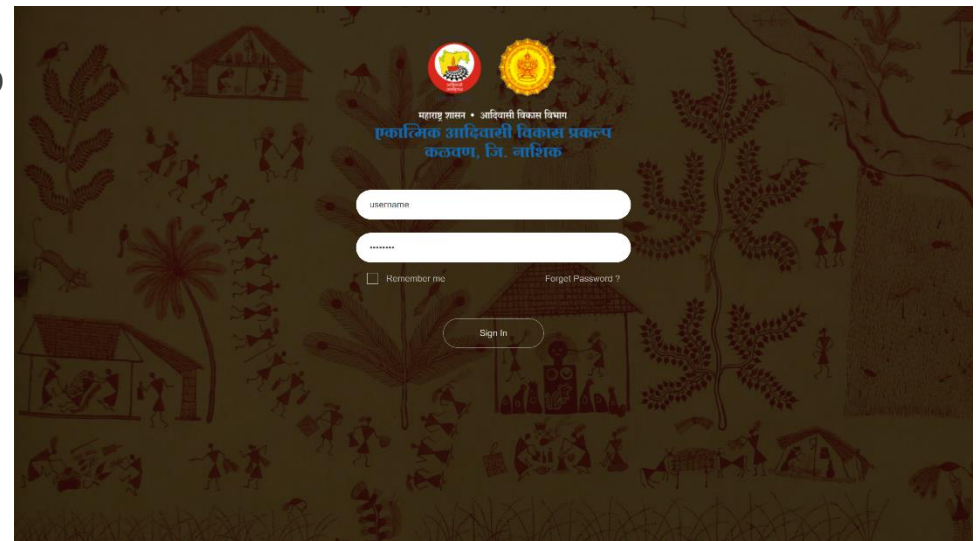 महाराष्ट्र शासन • आदिवासी विकास विभाग
एकात्मिक आदिवासी विकास प्रकल्प
कळवण, जि. नाशिक
username
••••••••
Remember me
Forget Password ?
Sign In